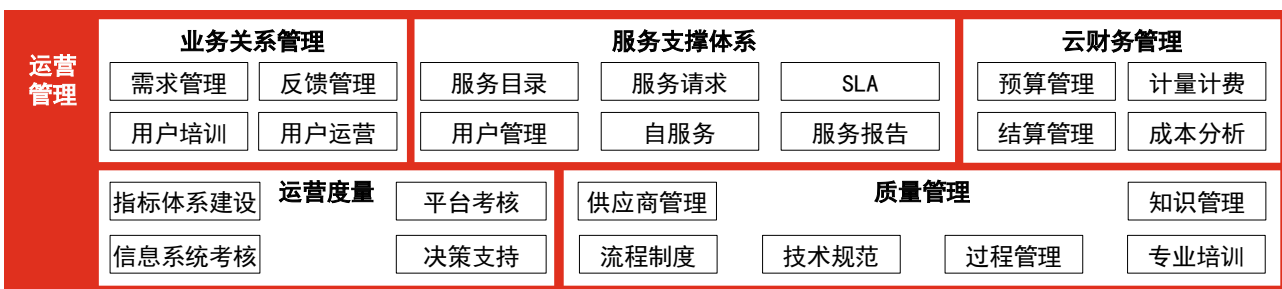 运营
管理
业务关系管理
需求管理
反馈管理
用户培训
用户运营
服务支撑体系
服务目录
服务请求
SLA
用户管理
自服务
服务报告
云财务管理
预算管理
计量计费
结算管理
成本分析
运营度量
指标体系建设
平台考核
信息系统考核
决策支持
质量管理
供应商管理
知识管理
流程制度
技术规范
过程管理
专业培训